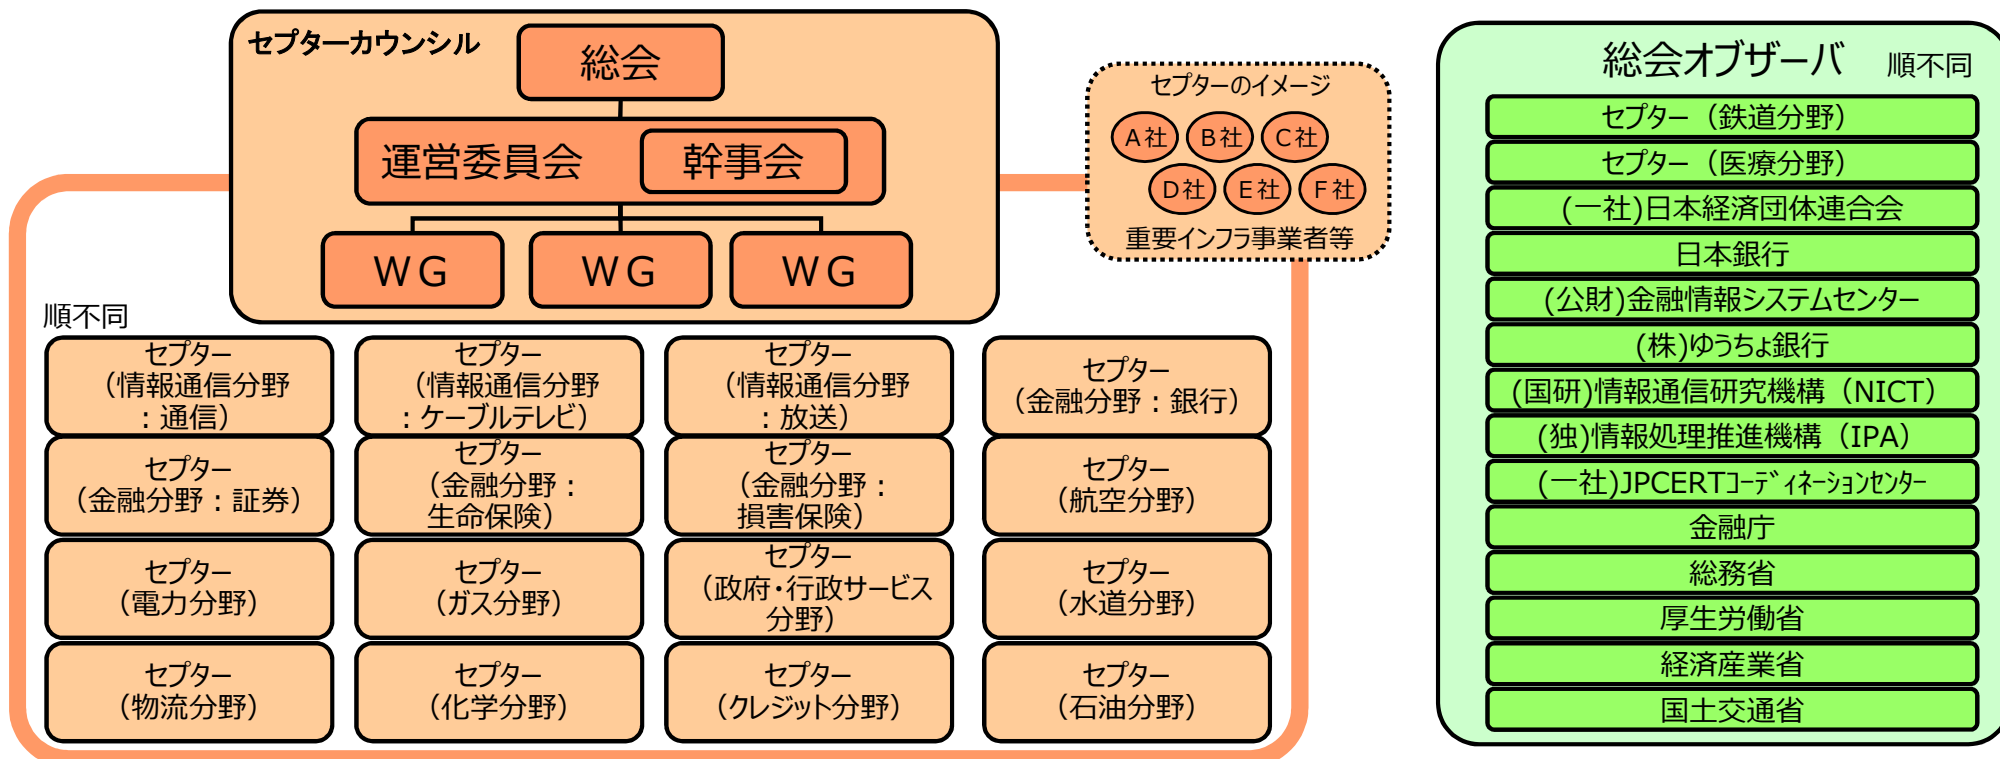 セプターカウンシル
総会
運営委員会
幹事会
WG
WG
WG
セプターのイメージ
A社
B社
C社
D社
E社
F社
重要インフラ事業者等
順不同
セプター
(情報通信分野
:通信)
セプター
(情報通信分野
:ケーブルテレビ)
セプター
(情報通信分野
:放送)
セプター
(金融分野:銀行)
セプター
(金融分野:証券)
セプター
(金融分野:
生命保険)
セプター
(金融分野:
損害保険)
セプター
(航空分野)
セプター
(電力分野)
セプター
(ガス分野)
セプター
(政府・行政サービス
分野)
セプター
(水道分野)
セプター
(物流分野)
セプター
(化学分野)
セプター
(クレジット分野)
セプター
(石油分野)
総会オブザーバ 順不同
セプター(鉄道分野)
セプター(医療分野)
(一社)日本経済団体連合会
日本銀行
(公財)金融情報システムセンター
(株)ゆうちょ銀行
(国研)情報通信研究機構(NICT)
(独)情報処理推進機構(IPA)
(一社)JPCERTコーディネーションセンター
金融庁
総務省
厚生労働省
経済産業省
国土交通省